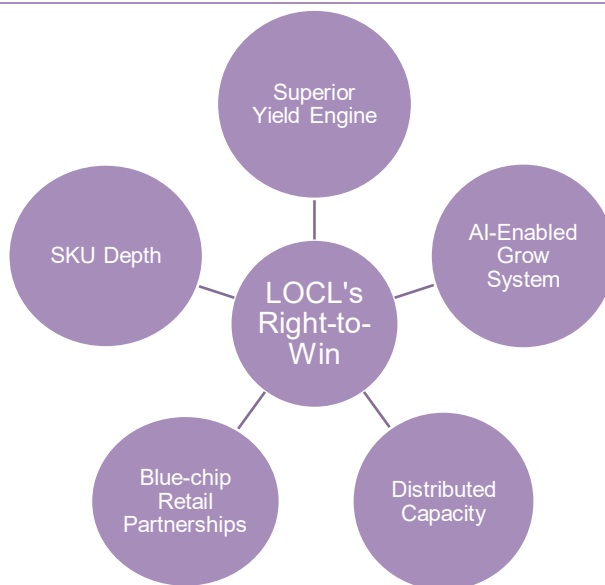 Superior
Yield Engine
AI-Enabled
Grow
System
SKU Depth
LOCL's
Right-to-
Win
Blue-chip
Retail
Partnerships
Distributed
Capacity